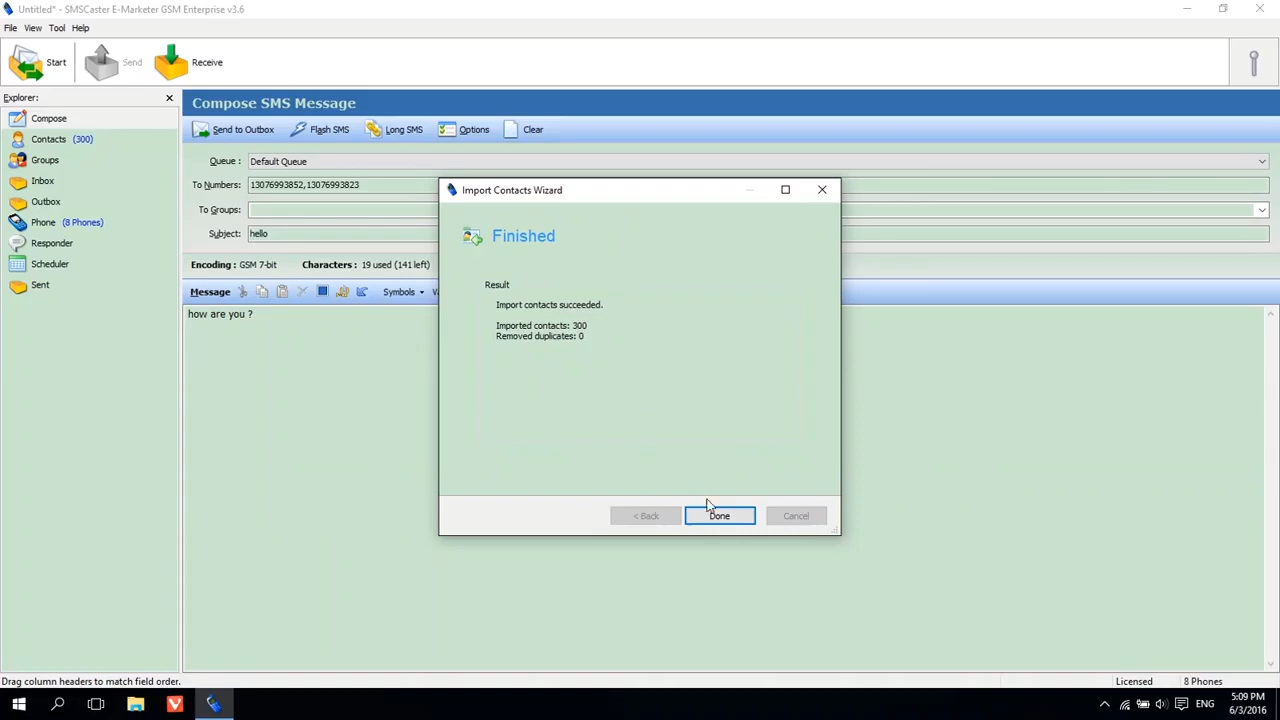 Untitled* - SMSCaster E-Marketer GSM Enterprise v3.6
File View Tool Help
Start Send Receive
Explorer:
Compose
Contacts (300)
Groups
Inbox
Outbox
Phone (8 Phones)
Responder
Scheduler
Sent
Compose SMS Message
Send to Outbox Flash SMS Long SMS Options Clear
Queue : Default Queue
To Numbers: 13076993852,13076993823
To Groups:
Subject: hello
Encoding : GSM 7-bit Characters : 19 used (141 left)
Message Symbols
how are you ?
Import Contacts Wizard
Finished
Result
Import contacts succeeded.
Imported contacts: 300
Removed duplicates: 0
< Back Done Cancel
Drag column headers to match field order. Licensed 8 Phones
ENG 5:09 PM
6/3/2016